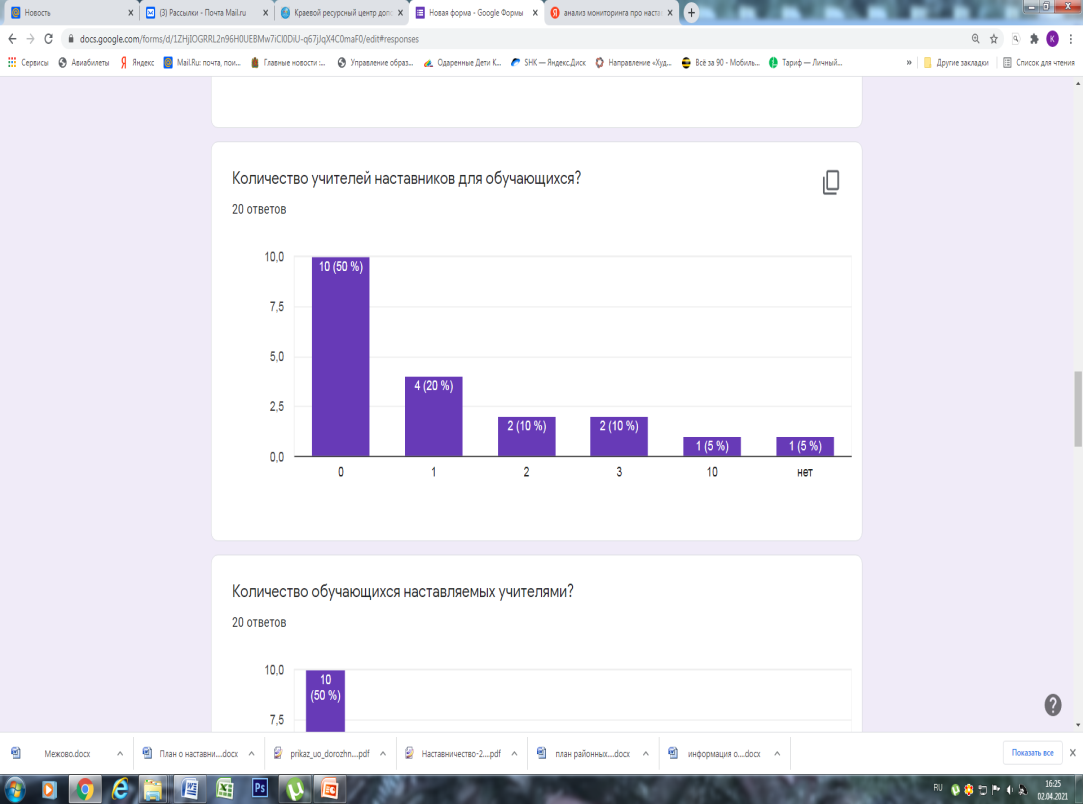 Новость
(3) Рассылки - Почта Mail.ru
Краевой ресурсный центр допо
Новая форма - Google Формы
анализ мониторинга про наста
docs.google.com/forms/d/1ZHjIOGRRL2n96H0UEBMw7iCl0DiU-q67jJqX4C0maF0/edit#responses
Сервисы
Авиабилеты
Яндекс
Mail.Ru: почта, пои...
Главные новости :...
Управление образ...
Одаренные Дети К...
SHK — Яндекс.Диск
Направление «Худ...
Всё за 90 - Мобиль...
Тариф — Личный...
»
Другие закладки
Список для чтения
Количество учителей наставников для обучающихся?
20 ответов
10,0
7,5
5,0
2,5
0,0
10 (50 %)
4 (20 %)
2 (10 %)
2 (10 %)
1 (5 %)
1 (5 %)
0
1
2
3
10
нет
Количество обучающихся наставляемых учителями?
20 ответов
10,0
7,5
10
(50 %)
Межово.docx
План о наставни....docx
prikaz_uo_dorozhn....pdf
Наставничество-2....pdf
план районных....docx
информация о....docx
Показать все
RU
16:25
02.04.2021